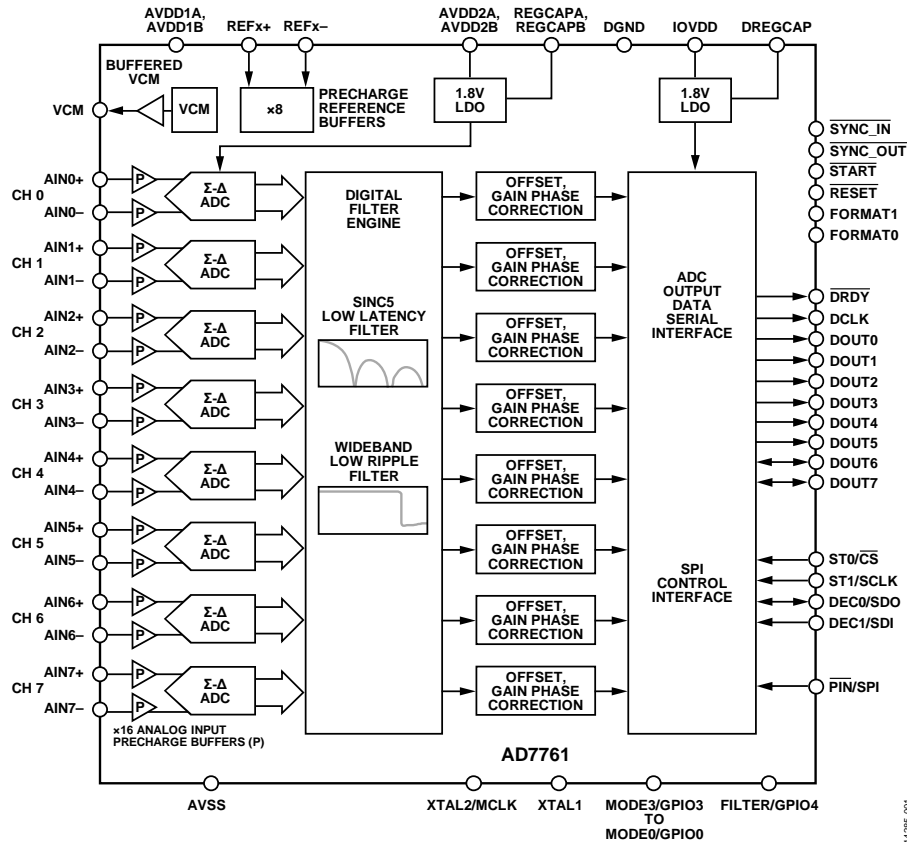 AVDD1A,
AVDD1B
REFx+
REFx–
AVDD2A,
AVDD2B
REGCAPA,
REGCAPB
DGND
IOVDD
DREGCAP
BUFFERED
VCM
VCM
VCM
×8
PRECHARGE
REFERENCE
BUFFERS
1.8V
LDO
1.8V
LDO
SYNC_IN
SYNC_OUT
START
RESET
FORMAT1
FORMAT0
CH 0
AIN0+
AIN0–
P
P
Σ-Δ
ADC
OFFSET,
GAIN PHASE
CORRECTION
CH 1
AIN1+
AIN1–
P
P
Σ-Δ
ADC
OFFSET,
GAIN PHASE
CORRECTION
CH 2
AIN2+
AIN2–
P
P
Σ-Δ
ADC
OFFSET,
GAIN PHASE
CORRECTION
CH 3
AIN3+
AIN3–
P
P
Σ-Δ
ADC
OFFSET,
GAIN PHASE
CORRECTION
CH 4
AIN4+
AIN4–
P
P
Σ-Δ
ADC
OFFSET,
GAIN PHASE
CORRECTION
CH 5
AIN5+
AIN5–
P
P
Σ-Δ
ADC
OFFSET,
GAIN PHASE
CORRECTION
CH 6
AIN6+
AIN6–
P
P
Σ-Δ
ADC
OFFSET,
GAIN PHASE
CORRECTION
CH 7
AIN7+
AIN7–
P
P
Σ-Δ
ADC
OFFSET,
GAIN PHASE
CORRECTION
×16 ANALOG INPUT
PRECHARGE BUFFERS (P)
DIGITAL
FILTER
ENGINE
SINC5
LOW LATENCY
FILTER
WIDEBAND
LOW RIPPLE
FILTER
ADC
OUTPUT
DATA
SERIAL
INTERFACE
SPI
CONTROL
INTERFACE
DRDY
DCLK
DOUT0
DOUT1
DOUT2
DOUT3
DOUT4
DOUT5
DOUT6
DOUT7
ST0/CS
ST1/SCLK
DEC0/SDO
DEC1/SDI
PIN/SPI
AD7761
AVSS
XTAL2/MCLK
XTAL1
MODE3/GPIO3
TO
MODE0/GPIO0
FILTER/GPIO4